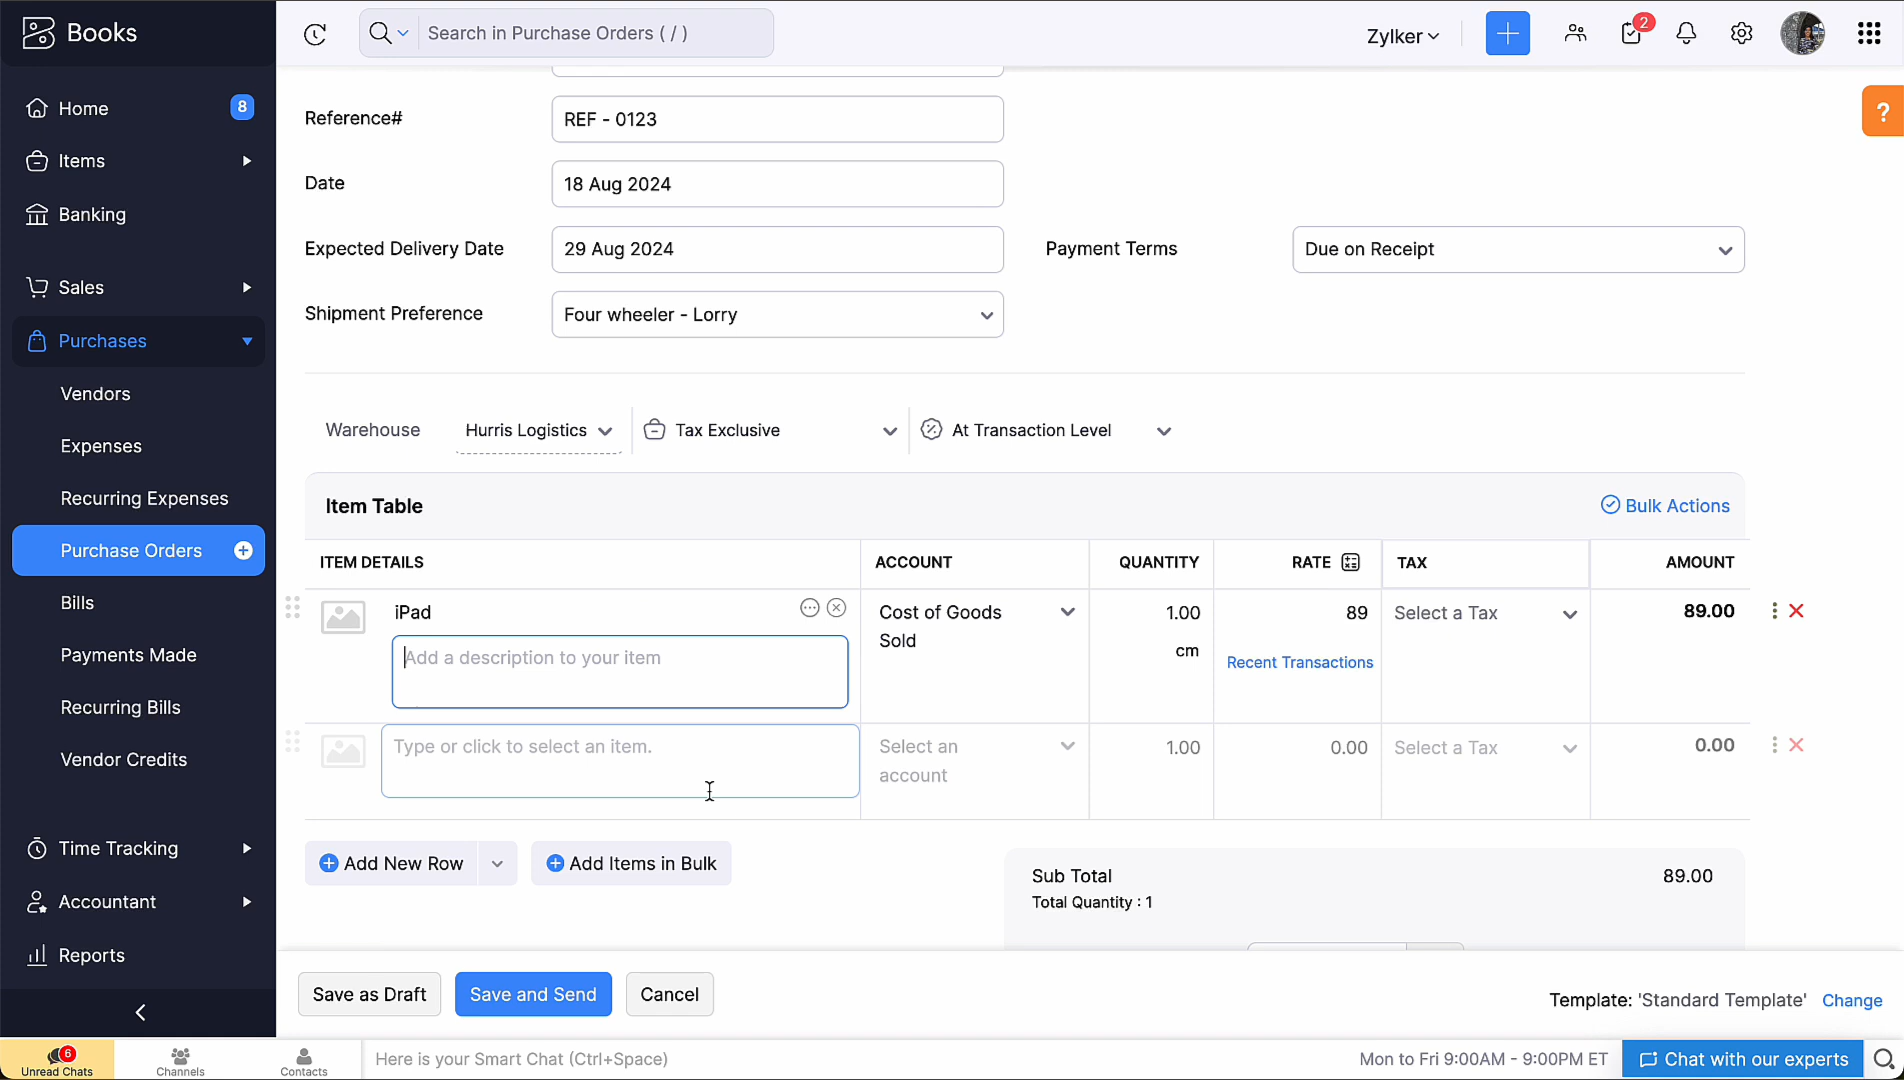 Books
Search in Purchase Orders ( / )
Zylker
2
Home
8
Items
Banking
Sales
Purchases
Vendors
Expenses
Recurring Expenses
Purchase Orders
Bills
Payments Made
Recurring Bills
Vendor Credits
Time Tracking
Accountant
Reports
Reference#
REF - 0123
Date
18 Aug 2024
Expected Delivery Date
29 Aug 2024
Payment Terms
Due on Receipt
?
Shipment Preference
Four wheeler - Lorry
Warehouse
Hurris Logistics
Tax Exclusive
At Transaction Level
Item Table
Bulk Actions
ITEM DETAILS
ACCOUNT
QUANTITY
RATE
TAX
AMOUNT
iPad
Add a description to your item
Cost of Goods
Sold
1.00
cm
89
Recent Transactions
Select a Tax
89.00
Type or click to select an item.
Select an
account
1.00
0.00
Select a Tax
0.00
Add New Row
Add Items in Bulk
Sub Total
89.00
Total Quantity : 1
Save as Draft
Save and Send
Cancel
Template: 'Standard Template'
Change
6
Unread Chats
Channels
Contacts
Here is your Smart Chat (Ctrl+Space)
Mon to Fri 9:00AM - 9:00PM ET
Chat with our experts